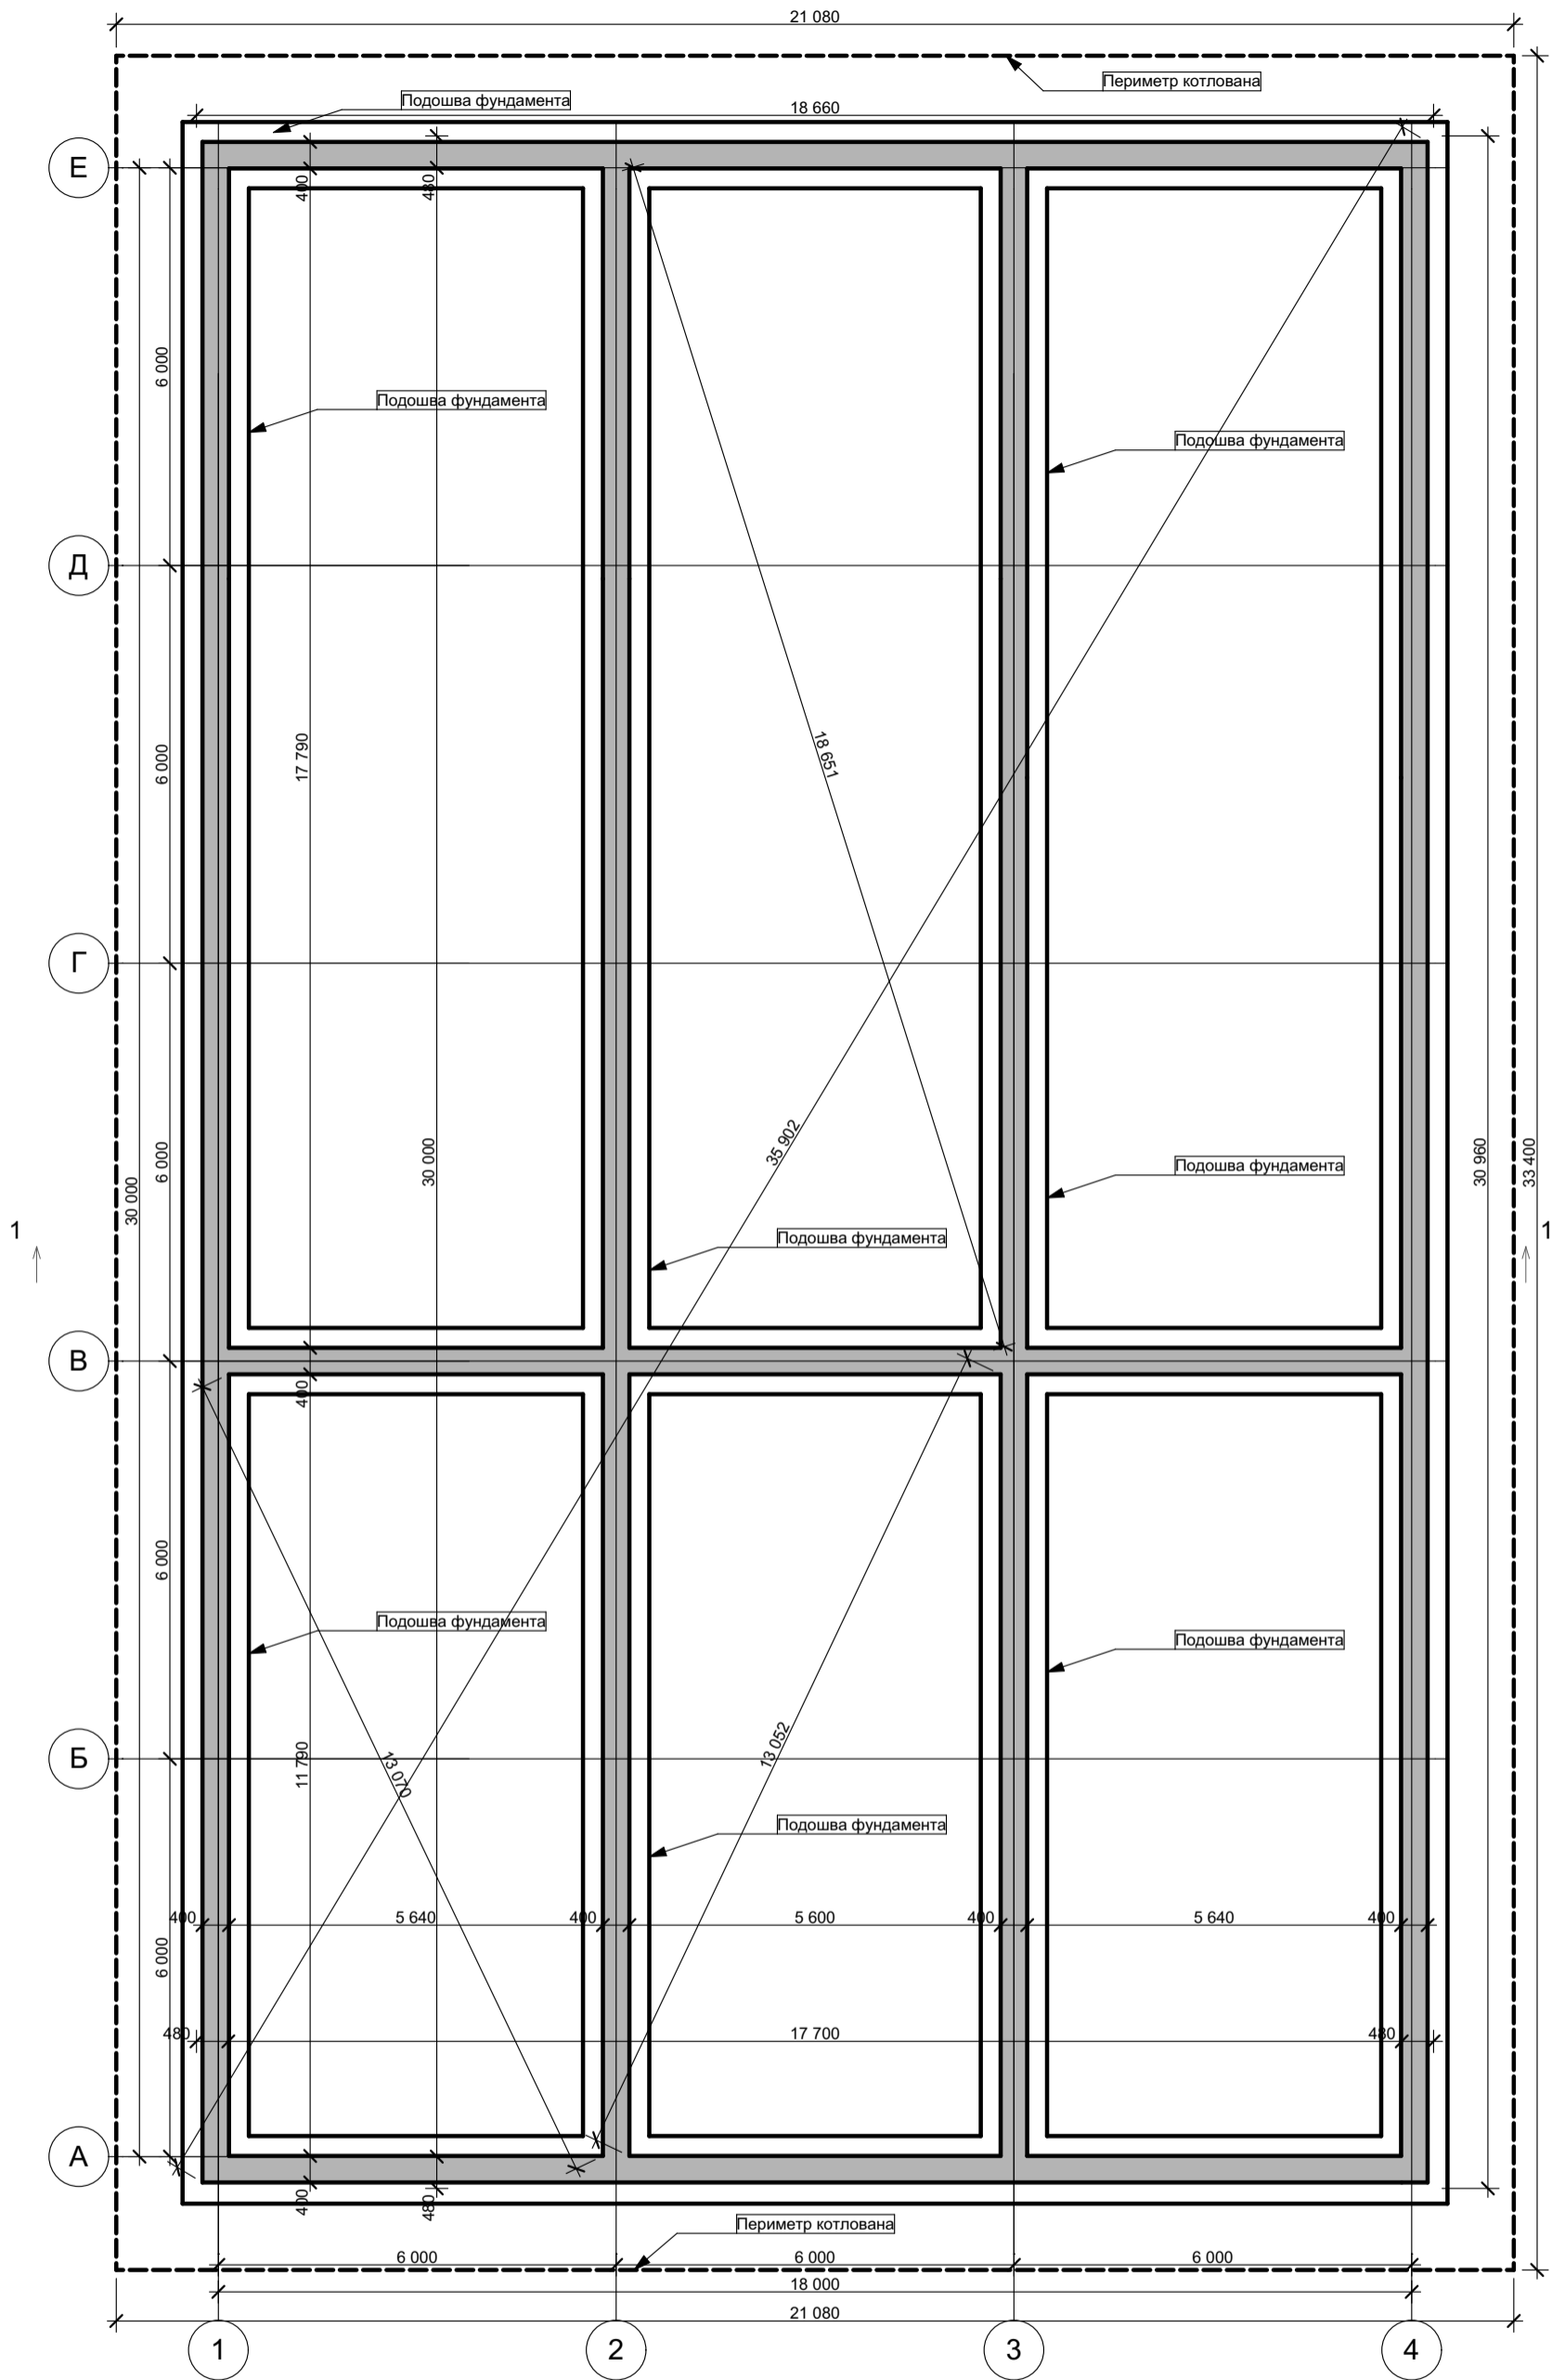 21 080
Периметр котлована
Подошва фундамента
18 660
Е
400
480
6 000
Подошва фундамента
Подошва фундамента
Д
6 000
17 790
18 651
Г
35 902
6 000
30 000
30 000
30 960
33 400
Подошва фундамента
1
1
Подошва фундамента
В
400
6 000
Подошва фундамента
Подошва фундамента
Б
11 790
13 070
13 052
Подошва фундамента
400
5 640
400
5 600
400
5 640
400
6 000
480
17 700
480
А
400
480
Периметр котлована
6 000
6 000
6 000
18 000
21 080
1
2
3
4